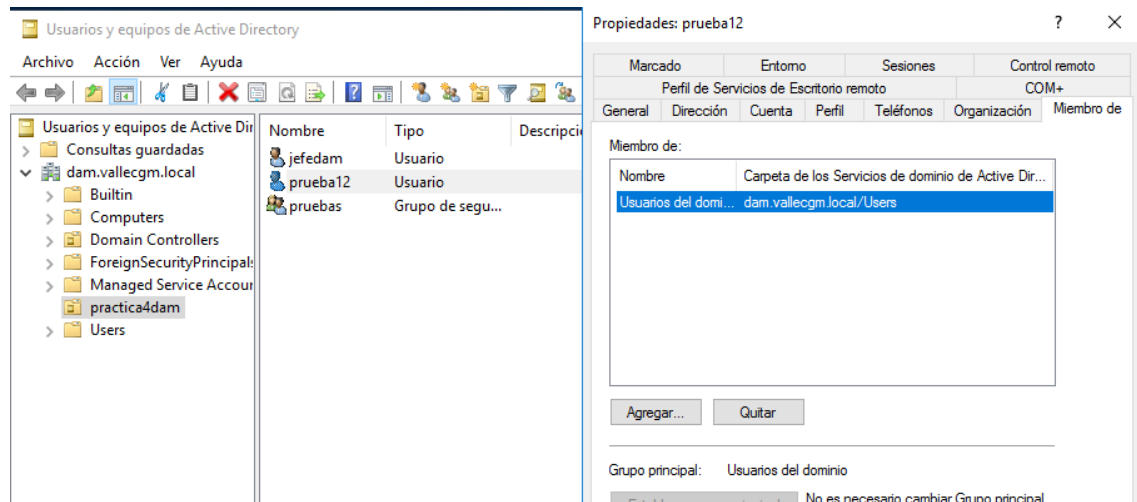 Usuarios y equipos de Active Directory
Archivo Acción Ver Ayuda
Usuarios y equipos de Active Dir
Consultas guardadas
dam.vallecgm.local
Builtin
Computers
Domain Controllers
ForeignSecurityPrincipals
Managed Service Accour
practica4dam
Users
Nombre Tipo Descripció
jefedam Usuario
prueba12 Usuario
pruebas Grupo de segu...
Propiedades: prueba12 ?
Marcado Entorno Sesiones Control remoto
Perfil de Servicios de Escritorio remoto COM+
General Dirección Cuenta Perfil Teléfonos Organización Miembro de
Miembro de:
Nombre Carpeta de los Servicios de dominio de Active Dir...
Usuarios del domi... dam.vallecgm.local/Users
Agregar... Quitar
Grupo principal: Usuarios del dominio
No es necesario cambiar Grupo principal